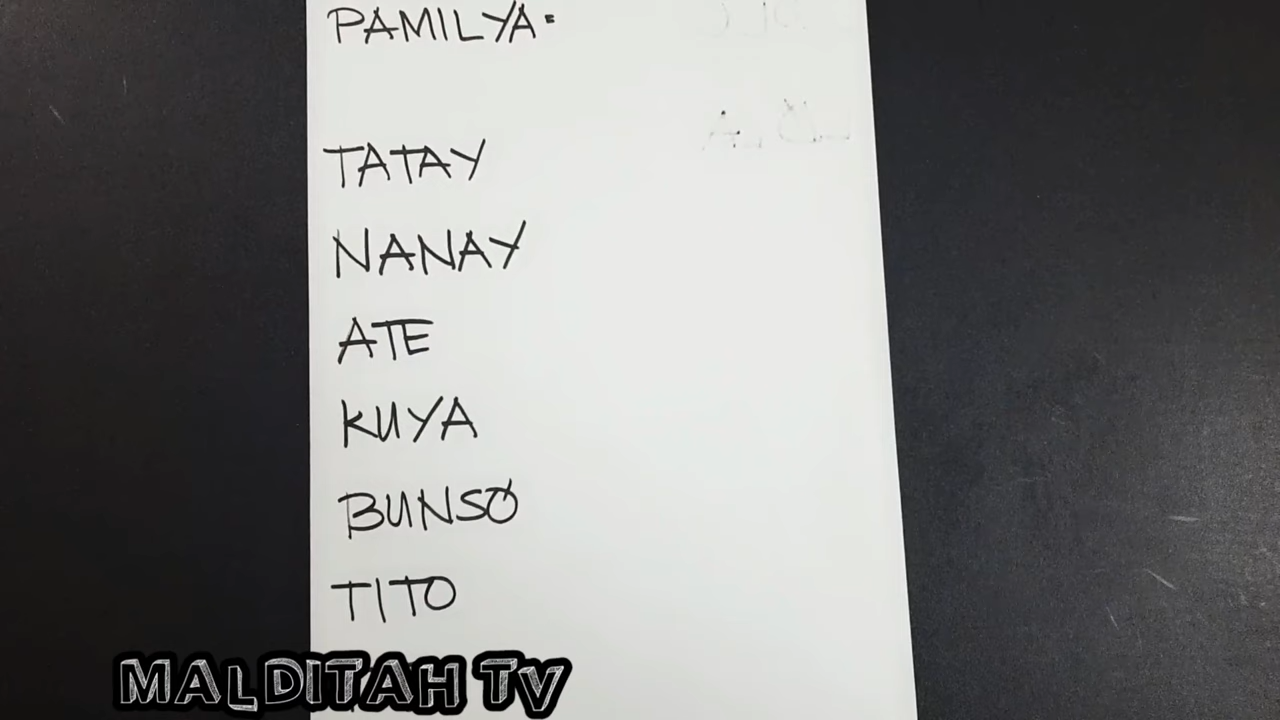 PAMILYA:
TATAY
NANAY
ATE
KUYA
BUNSO
TITO
MALDITAH TV